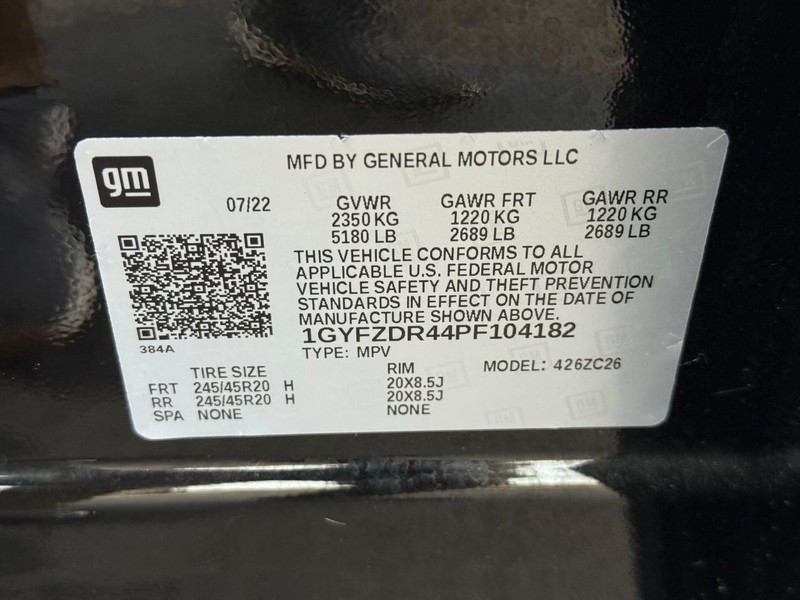 gm
MFD BY GENERAL MOTORS LLC
07/22 GVWR GAWR FRT GAWR RR
2350 KG 1220 KG 1220 KG
5180 LB 2689 LB 2689 LB
THIS VEHICLE CONFORMS TO ALL
APPLICABLE U.S. FEDERAL MOTOR
VEHICLE SAFETY AND THEFT PREVENTION
STANDARDS IN EFFECT ON THE DATE OF
MANUFACTURE SHOWN ABOVE.
1GYFZDR44PF104182
384A
TYPE: MPV
TIRE SIZE RIM MODEL: 426ZC26
FRT 245/45R20 H 20X8.5J
RR 245/45R20 H 20X8.5J
SPA NONE NONE